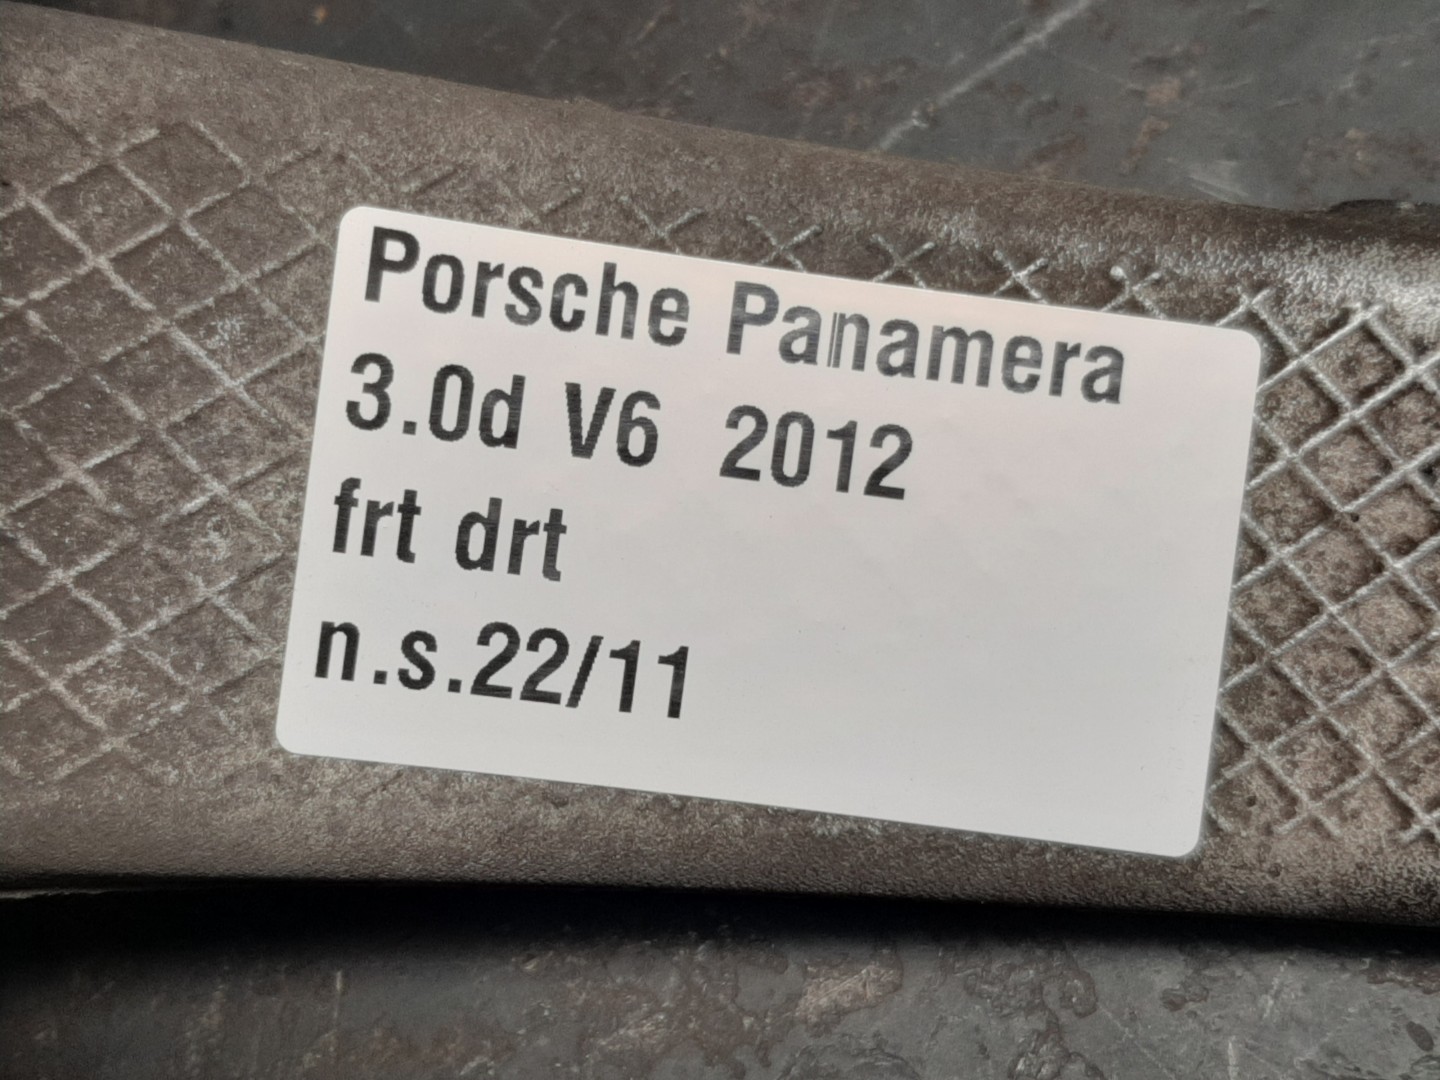 Porsche Panamera
3.0d V6 2012
frt drt
n.s.22/11